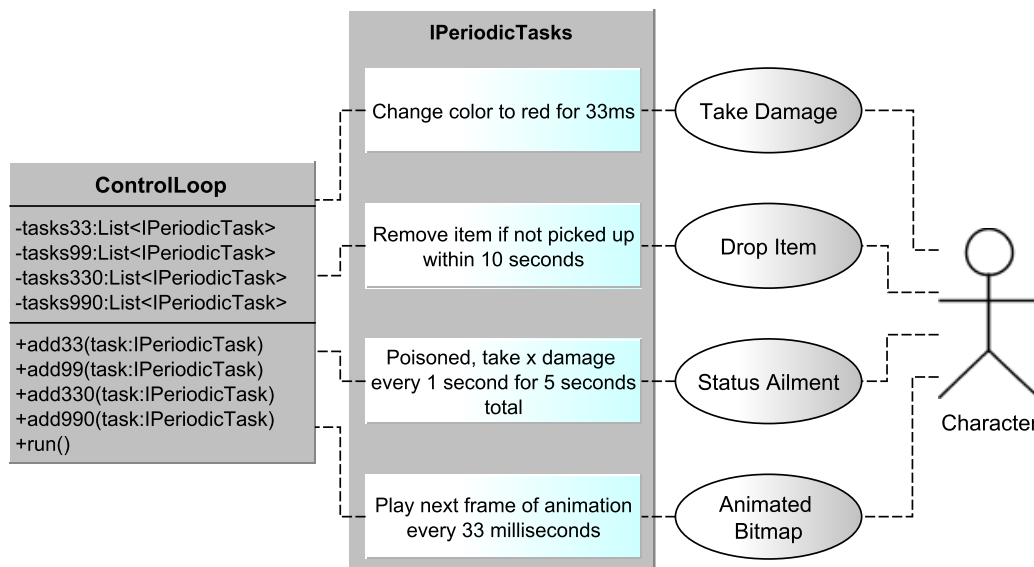 IPeriodicTasks
Change color to red for 33ms
Take Damage
ControlLoop
-tasks33:List<IPeriodicTask>
-tasks99:List<IPeriodicTask>
-tasks330:List<IPeriodicTask>
-tasks990:List<IPeriodicTask>
+add33(task:IPeriodicTask)
+add99(task:IPeriodicTask)
+add330(task:IPeriodicTask)
+add990(task:IPeriodicTask)
+run()
Remove item if not picked up
within 10 seconds
Drop Item
Poisoned, take x damage
every 1 second for 5 seconds
total
Status Ailment
Character
Play next frame of animation
every 33 milliseconds
Animated
Bitmap